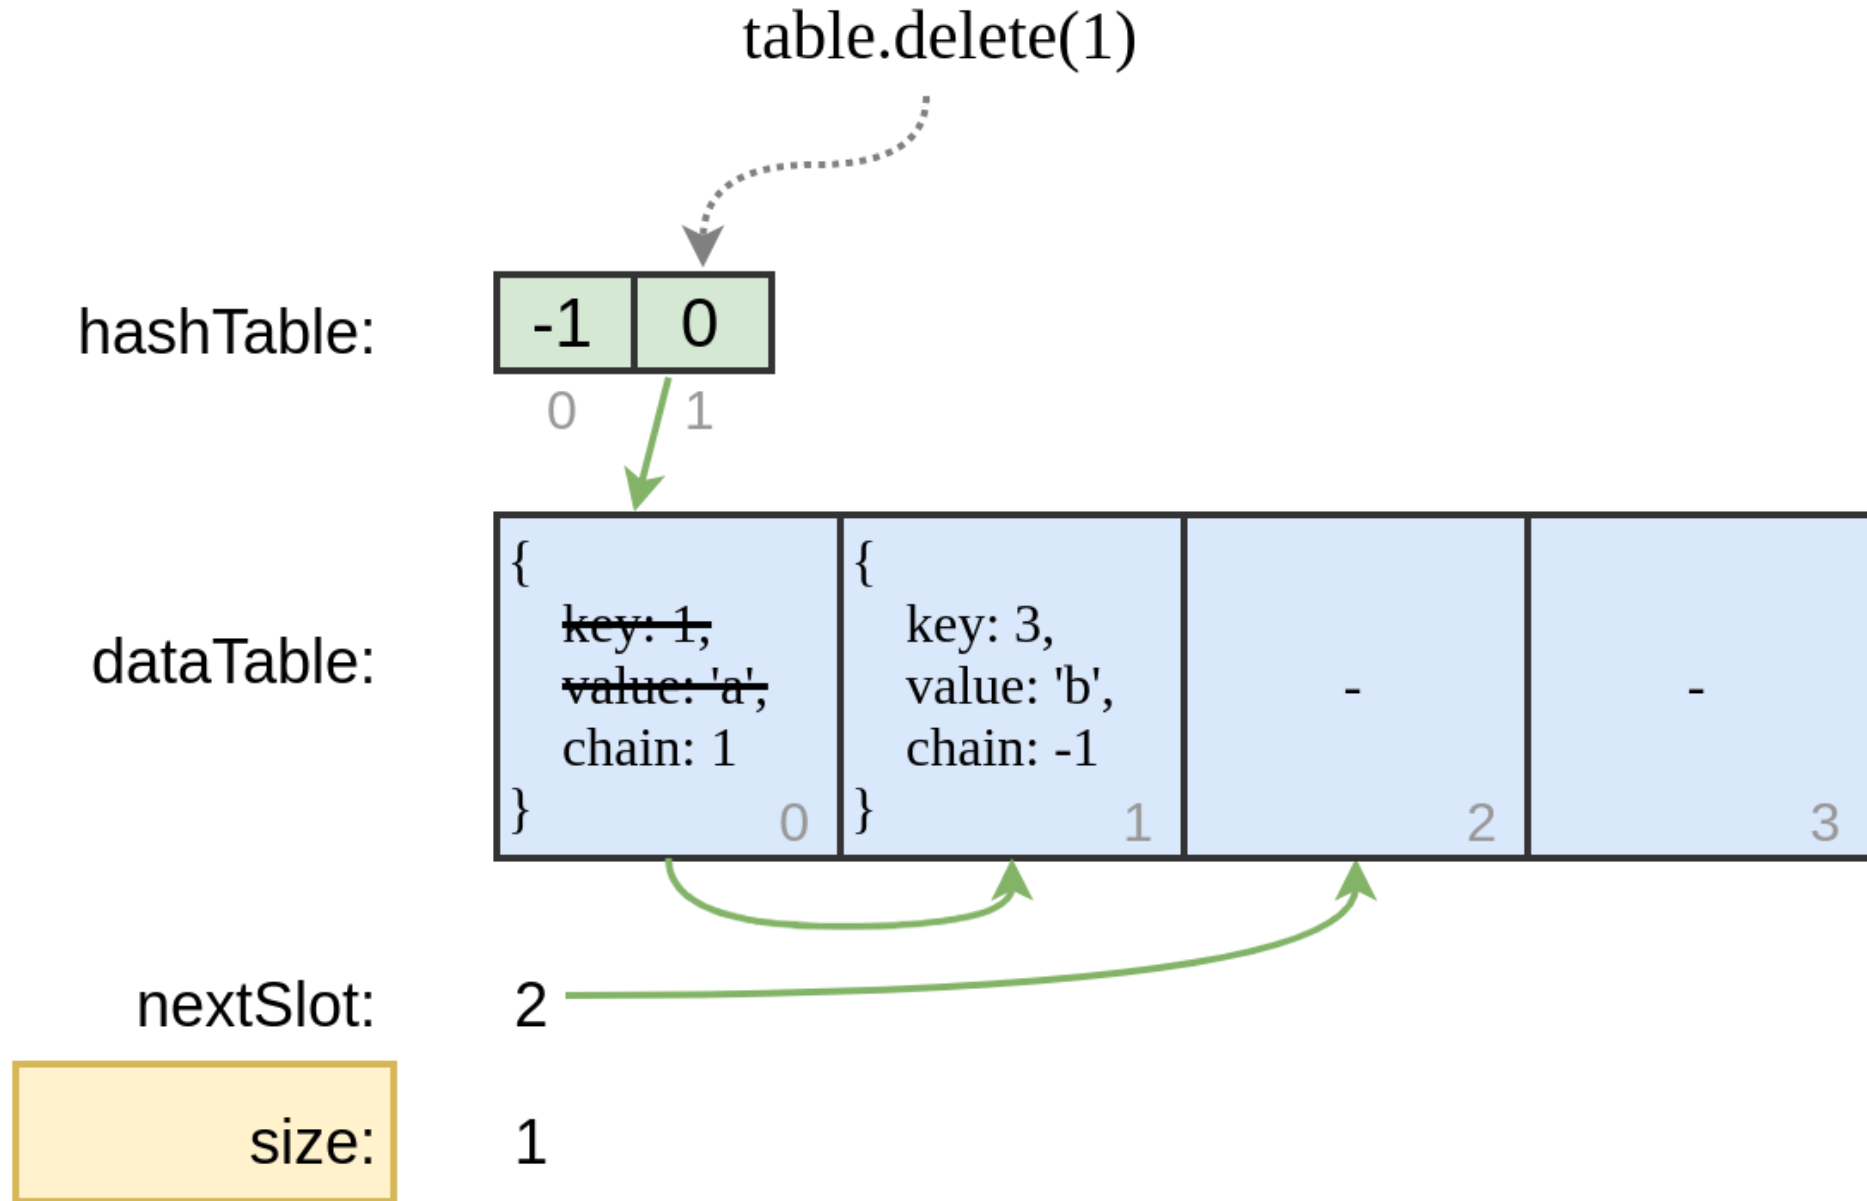 table.delete(1)
hashTable:
-1 0
0 1
dataTable:
{
key: 1,
value: 'a',
chain: 1
}
0
{
key: 3,
value: 'b',
chain: -1
}
1
-
2
-
3
nextSlot: 2
size: 1